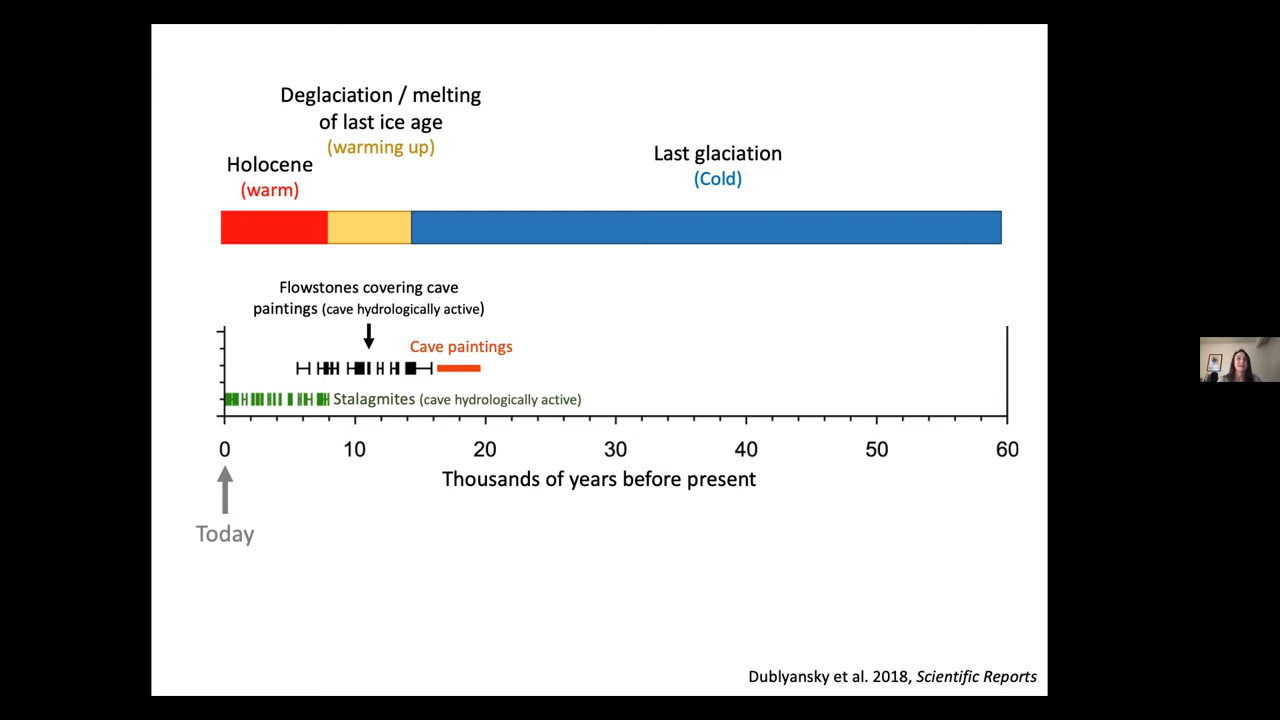 Deglaciation / melting
of last ice age
(warming up)
Holocene
(warm)
Last glaciation
(Cold)
Flowstones covering cave
paintings (cave hydrologically active)
Cave paintings
Stalagmites (cave hydrologically active)
0 10 20 30 40 50 60
Thousands of years before present
Today
Dublyansky et al. 2018, Scientific Reports